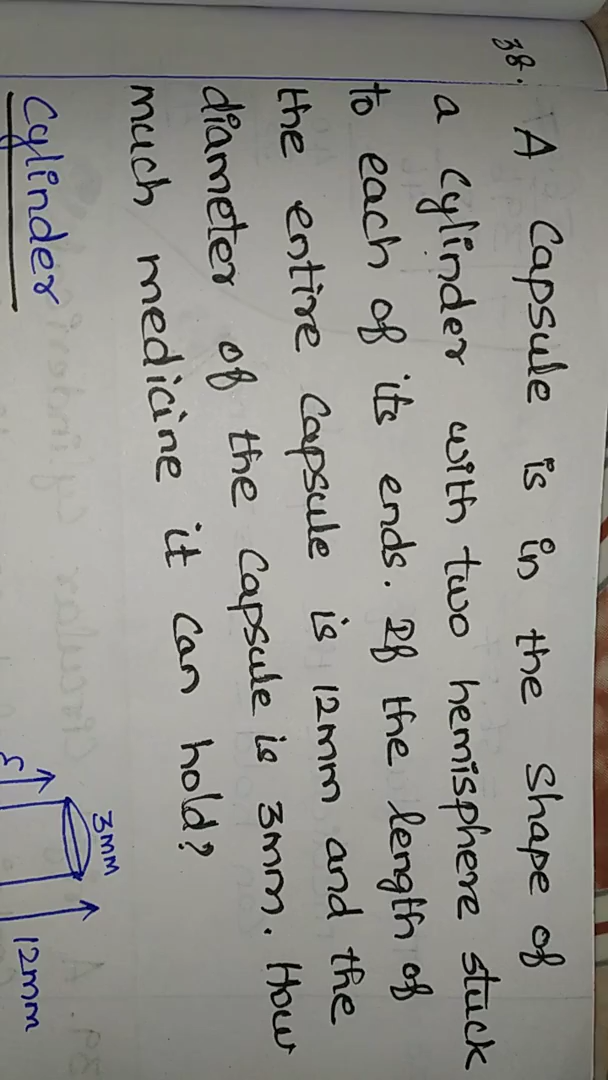 38. A Capsule is in the shape of
a cylinder with two hemisphere stuck
to each of its ends. If the length of
the entire capsule is 12mm and the
diameter of the capsule is 3mm. How
much medicine it can hold?
Cylinder
3mm
12mm